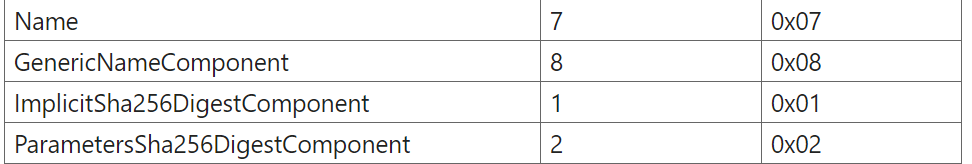 Name 7 0x07
GenericNameComponent 8 0x08
ImplicitSha256DigestComponent 1 0x01
ParametersSha256DigestComponent 2 0x02